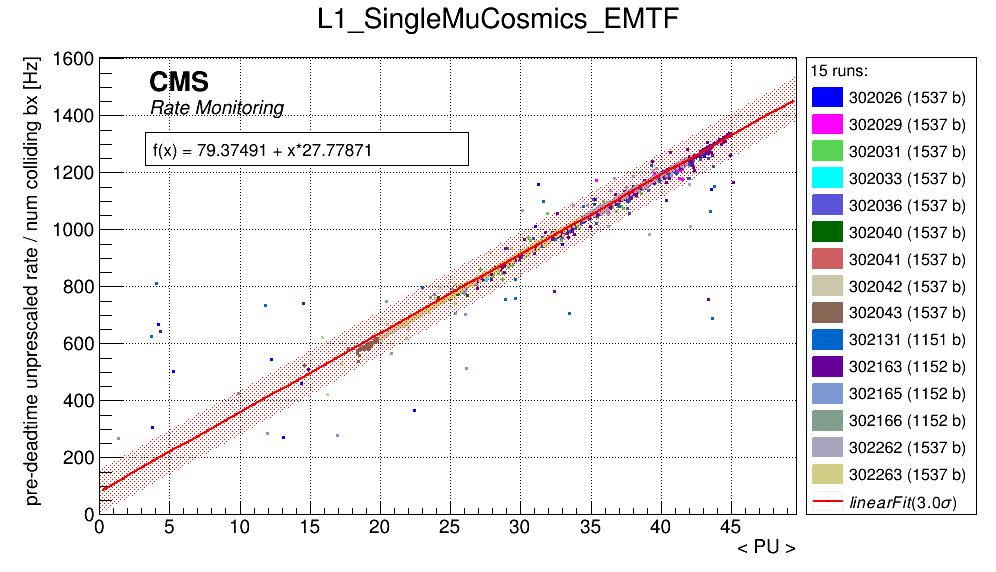 L1_SingleMuCosmics_EMTF
pre-deadtime unprescaled rate / num colliding bx [Hz]
1600
1400
1200
1000
800
600
400
200
0
CMS
Rate Monitoring
f(x) = 79.37491 + x*27.77871
0 5 10 15 20 25 30 35 40 45
< PU >
15 runs:
302026 (1537 b)
302029 (1537 b)
302031 (1537 b)
302033 (1537 b)
302036 (1537 b)
302040 (1537 b)
302041 (1537 b)
302042 (1537 b)
302043 (1537 b)
302131 (1151 b)
302163 (1152 b)
302165 (1152 b)
302166 (1152 b)
302262 (1537 b)
302263 (1537 b)
linearFit(3.0σ)